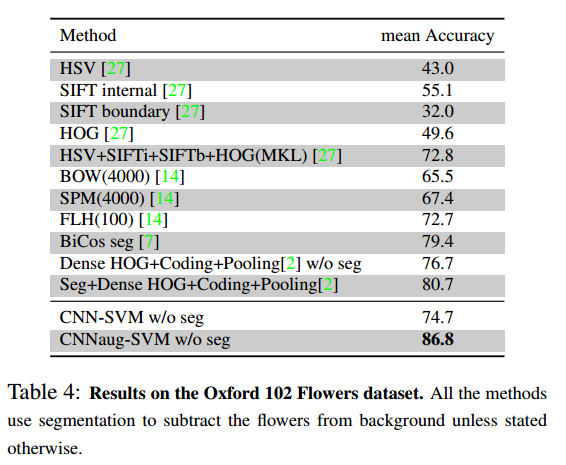 Method mean Accuracy
HSV [27] 43.0
SIFT internal [27] 55.1
SIFT boundary [27] 32.0
HOG [27] 49.6
HSV+SIFTi+SIFTb+HOG(MKL) [27] 72.8
BOW(4000) [14] 65.5
SPM(4000) [14] 67.4
FLH(100) [14] 72.7
BiCos seg [7] 79.4
Dense HOG+Coding+Pooling[2] w/o seg 76.7
Seg+Dense HOG+Coding+Pooling[2] 80.7
CNN-SVM w/o seg 74.7
CNNaug-SVM w/o seg 86.8
Table 4: Results on the Oxford 102 Flowers dataset. All the methods
use segmentation to subtract the flowers from background unless stated
otherwise.